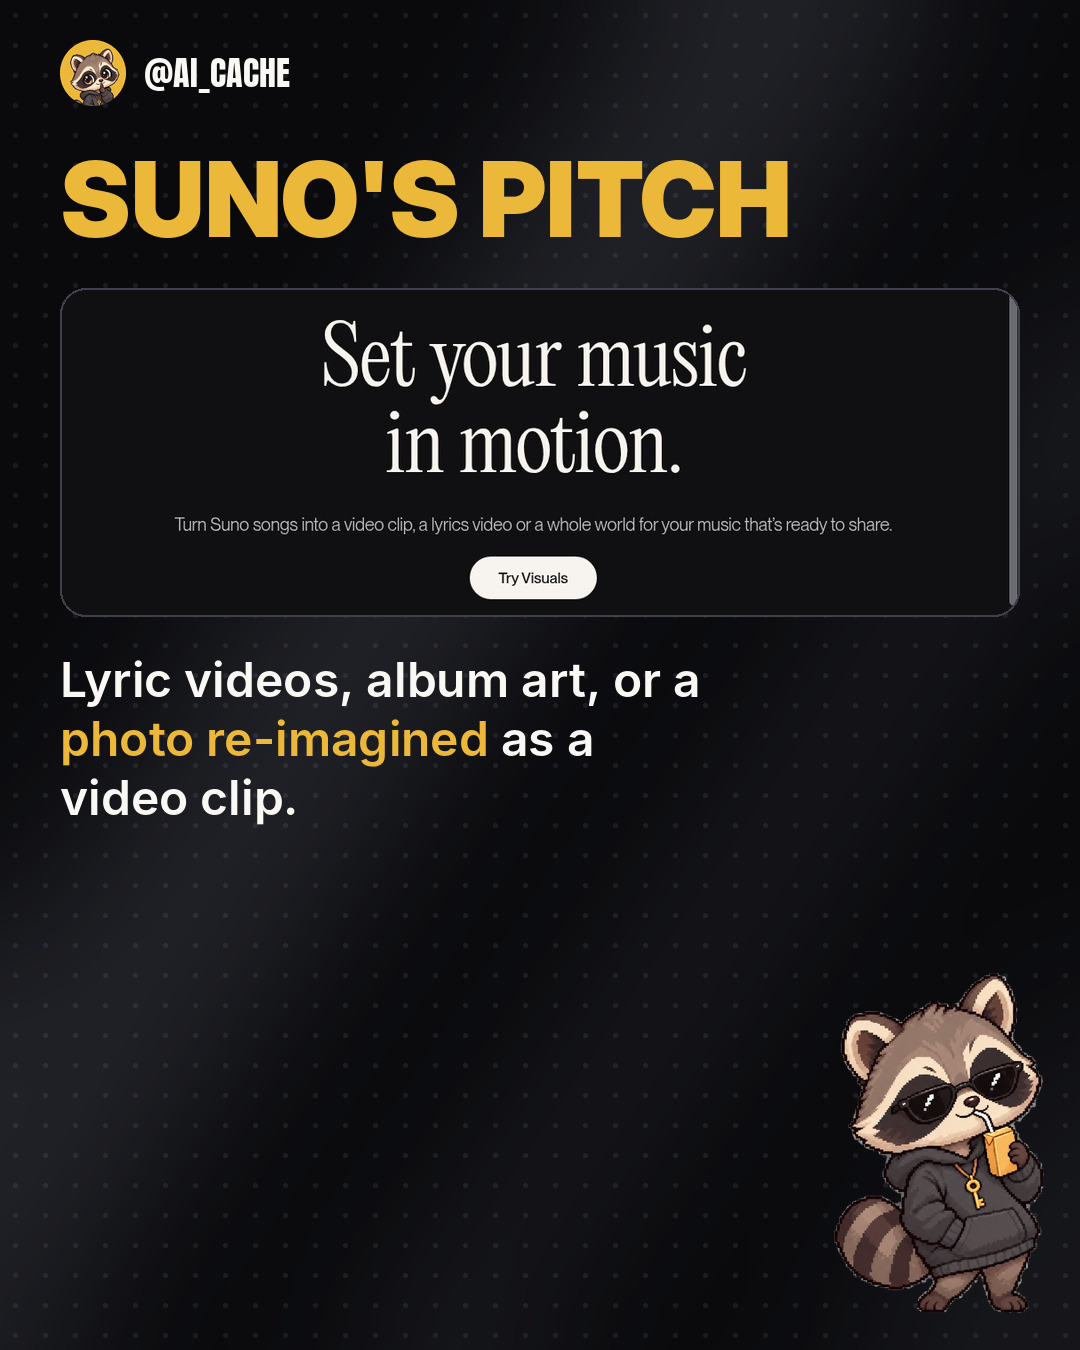 @AI_CACHE
SUNO'S PITCH
Set your music
in motion.
Turn Suno songs into a video clip, a lyrics video or a whole world for your music that's ready to share.
Try Visuals
Lyric videos, album art, or a
photo re-imagined as a
video clip.